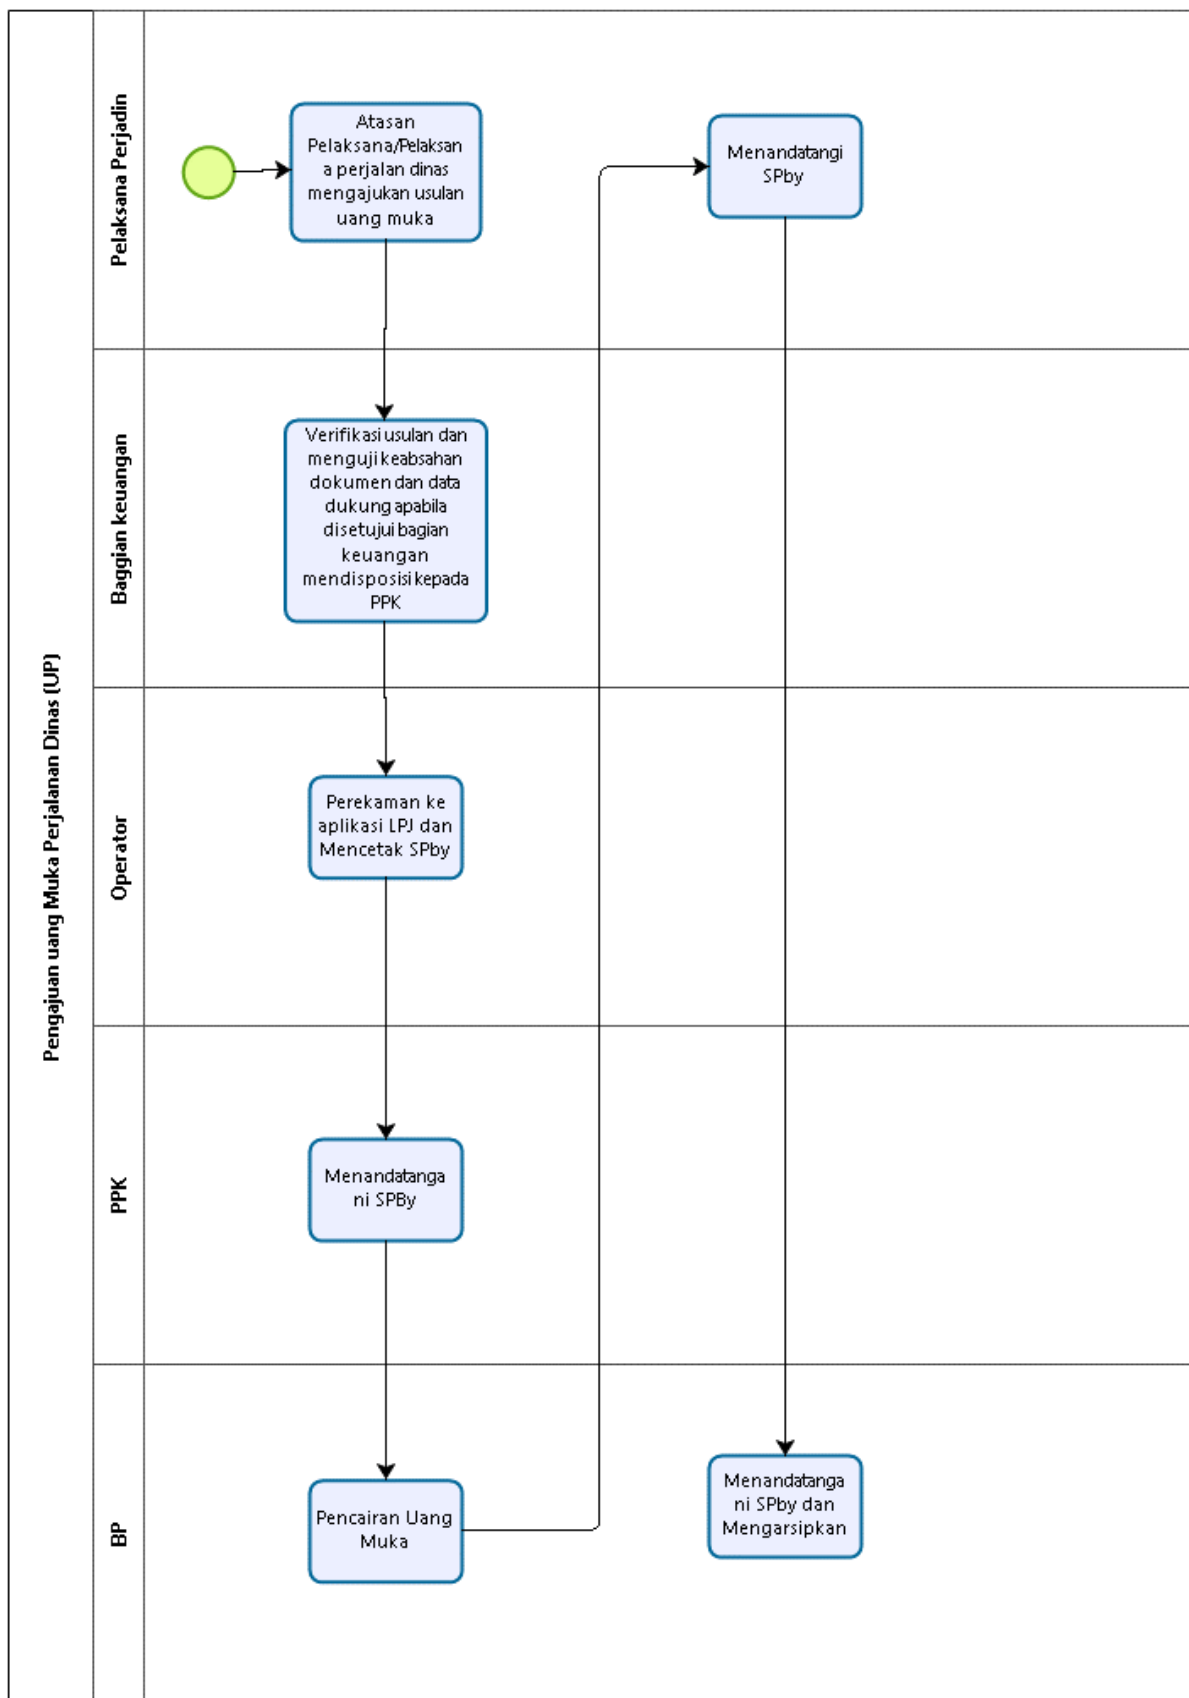 Pengajuan uang Muka Perjalanan Dinas (UP)
Pelaksana Perjadin
Atasan
Pelaksana/Pelaksan
a perjalan dinas
mengajukan usulan
uang muka
Menandatangi
SPby
Baggian keuangan
Verifikasi usulan dan
menguji keabsahan
dokumen dan data
dukung apabila
disetujui bagian
keuangan
mendisposisi kepada
PPK
Operator
Perekaman ke
aplikasi LPJ dan
Mencetak SPby
PPK
Menandatanga
ni SPBy
BP
Pencairan Uang
Muka
Menandatanga
ni SPby dan
Mengarsipkan